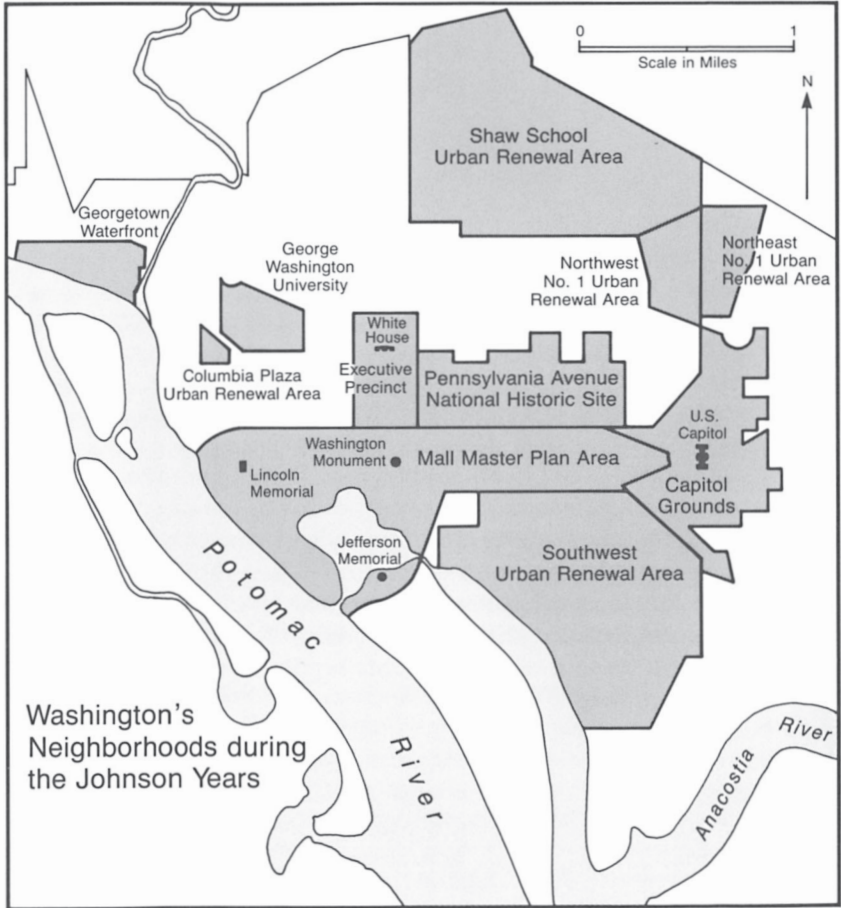 0 1
Scale in Miles
N
Shaw School
Urban Renewal Area
Georgetown
Waterfront
George
Washington
University
Northwest
No. 1 Urban
Renewal Area
Northeast
No. 1 Urban
Renewal Area
White
House
Executive
Precinct
Columbia Plaza
Urban Renewal Area
Pennsylvania Avenue
National Historic Site
U.S.
Capitol
Capitol
Grounds
Washington
Monument
Mall Master Plan Area
Lincoln
Memorial
Jefferson
Memorial
Southwest
Urban Renewal Area
Potomac
River
Washington's
Neighborhoods during
the Johnson Years
Anacostia
River